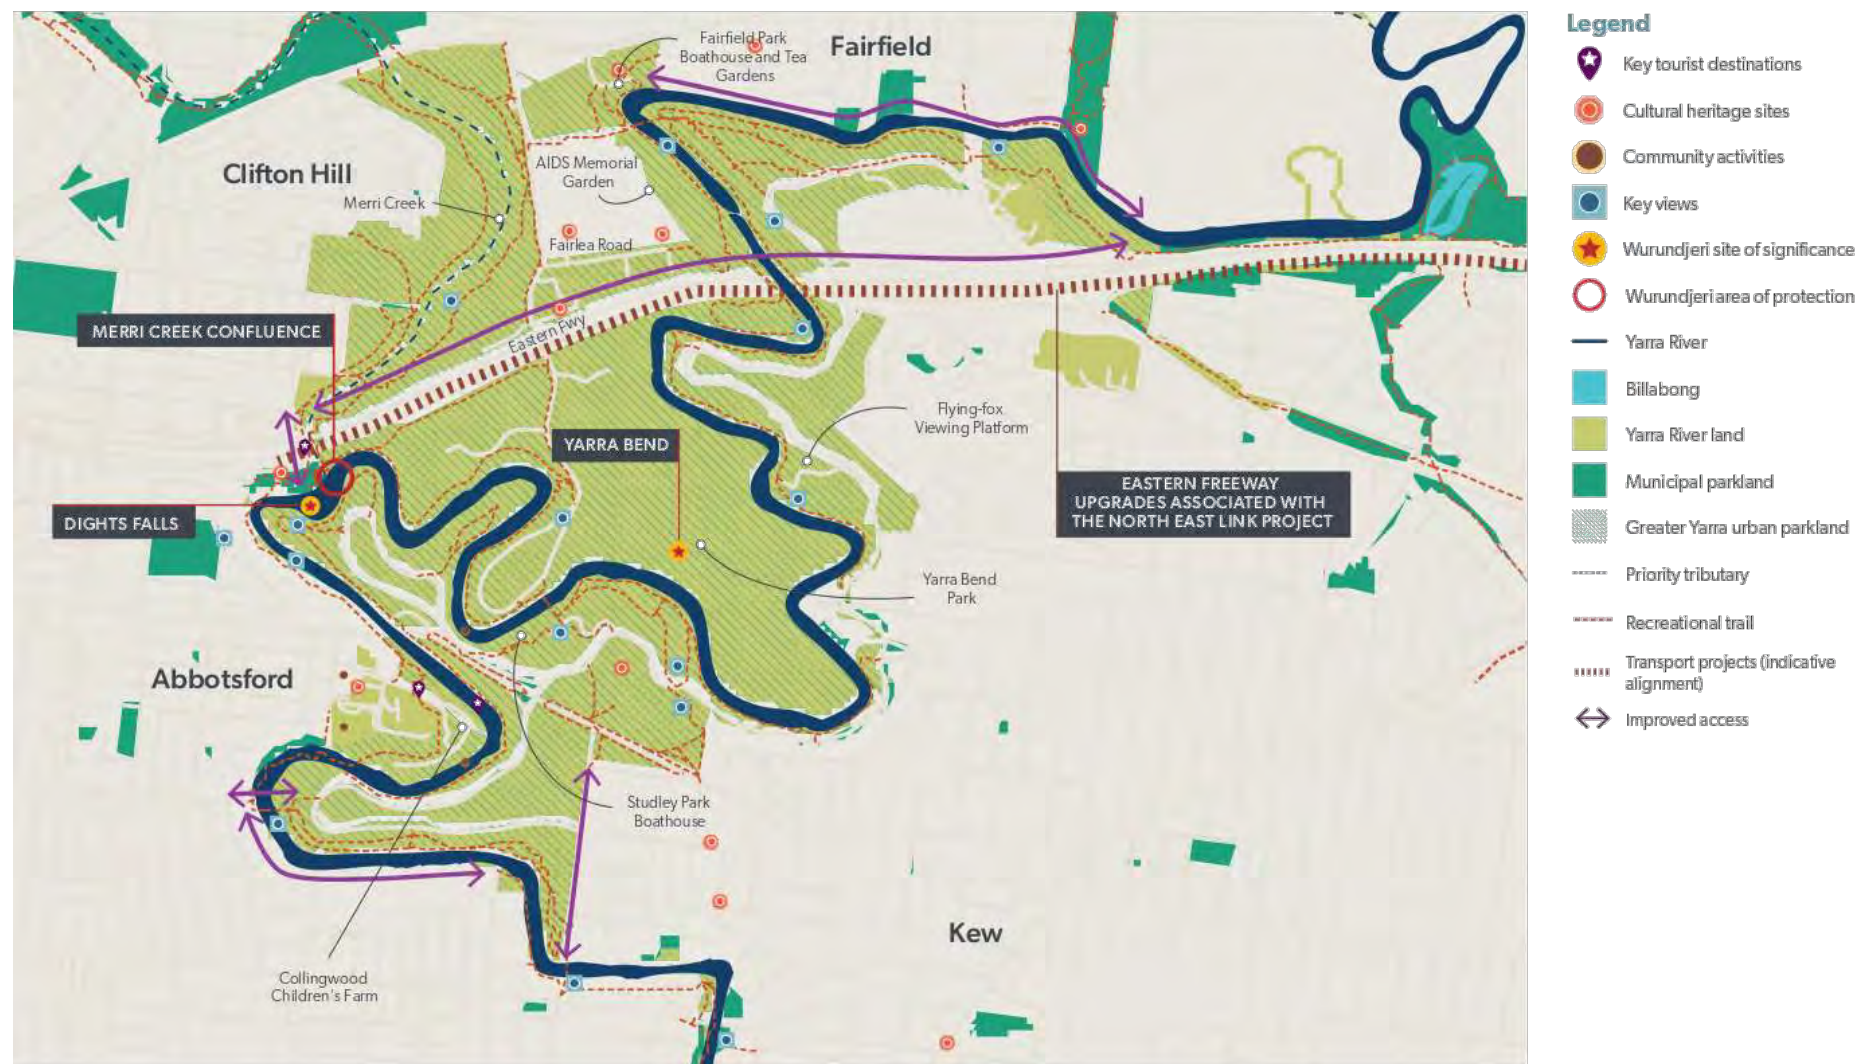 Fairfield Park
Boathouse and Tea
Gardens
Fairfield
Clifton Hill
AIDS Memorial
Garden
Merri Creek
Fairlea Road
MERRI CREEK CONFLUENCE
Eastern Fwy
Flying-fox
Viewing Platform
YARRA BEND
EASTERN FREEWAY
UPGRADES ASSOCIATED WITH
THE NORTH EAST LINK PROJECT
DIGHTS FALLS
Yarra Bend
Park
Abbotsford
Studley Park
Boathouse
Kew
Collingwood
Children's Farm
Legend
Key tourist destinations
Cultural heritage sites
Community activities
Key views
Wurundjeri site of significance
Wurundjeri area of protection
Yarra River
Billabong
Yarra River land
Municipal parkland
Greater Yarra urban parkland
Priority tributary
Recreational trail
Transport projects (indicative
alignment)
Improved access